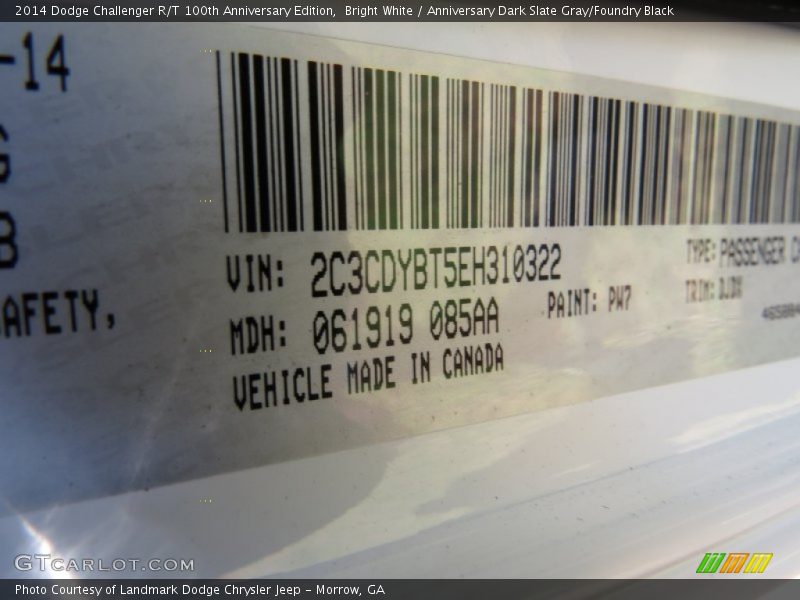 2014 Dodge Challenger R/T 100th Anniversary Edition, Bright White / Anniversary Dark Slate Gray/Foundry Black
-14
G
B
AFETY,
VIN: 2C3CDYBT5EH310322
TYPE: PASSENGER
MDH: 061919 085AA
PAINT: PW7
TRIM:
VEHICLE MADE IN CANADA
GTCARLOT.COM
Photo Courtesy of Landmark Dodge Chrysler Jeep – Morrow, GA